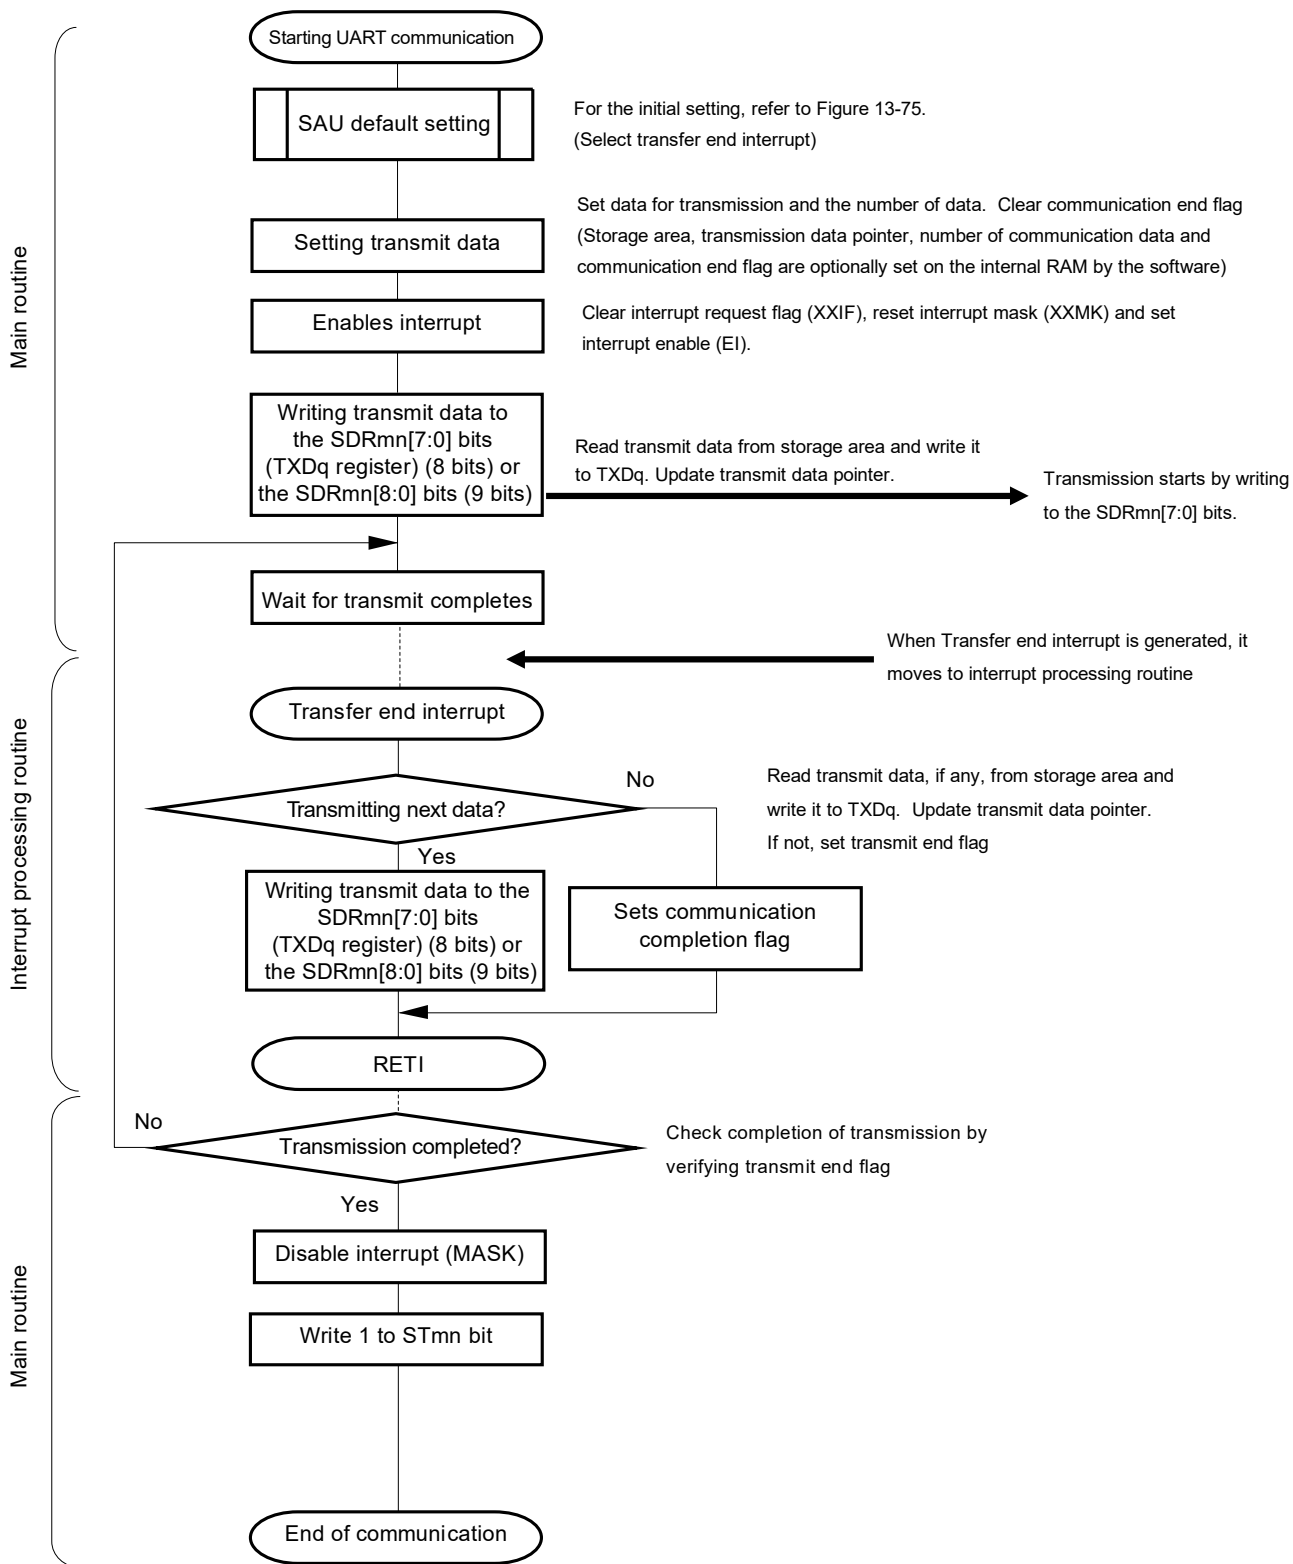 Starting UART communication
Main routine
SAU default setting
For the initial setting, refer to Figure 13-75.
(Select transfer end interrupt)
Setting transmit data
Set data for transmission and the number of data.  Clear communication end flag
(Storage area, transmission data pointer, number of communication data and
communication end flag are optionally set on the internal RAM by the software)
Enables interrupt
Clear interrupt request flag (XXIF), reset interrupt mask (XXMK) and set
interrupt enable (EI).
Writing transmit data to
the SDRmn[7:0] bits
(TXDq register) (8 bits) or
the SDRmn[8:0] bits (9 bits)
Read transmit data from storage area and write it
to TXDq. Update transmit data pointer.
Transmission starts by writing
to the SDRmn[7:0] bits.
Wait for transmit completes
When Transfer end interrupt is generated, it
moves to interrupt processing routine
Interrupt processing routine
Transfer end interrupt
Transmitting next data?
No
Yes
Read transmit data, if any, from storage area and
write it to TXDq.  Update transmit data pointer.
If not, set transmit end flag
Writing transmit data to the
SDRmn[7:0] bits
(TXDq register) (8 bits) or
the SDRmn[8:0] bits (9 bits)
Sets communication
completion flag
RETI
Main routine
No
Transmission completed?
Check completion of transmission by
verifying transmit end flag
Yes
Disable interrupt (MASK)
Write 1 to STmn bit
End of communication